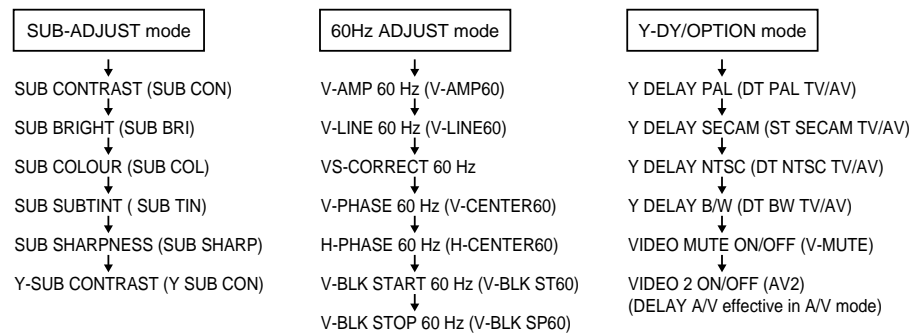 SUB-ADJUST mode
SUB CONTRAST (SUB CON)
SUB BRIGHT (SUB BRI)
SUB COLOUR (SUB COL)
SUB SUBTINT ( SUB TIN)
SUB SHARPNESS (SUB SHARP)
Y-SUB CONTRAST (Y SUB CON)
60Hz ADJUST mode
V-AMP 60 Hz (V-AMP60)
V-LINE 60 Hz (V-LINE60)
VS-CORRECT 60 Hz
V-PHASE 60 Hz (V-CENTER60)
H-PHASE 60 Hz (H-CENTER60)
V-BLK START 60 Hz (V-BLK ST60)
V-BLK STOP 60 Hz (V-BLK SP60)
Y-DY/OPTION mode
Y DELAY PAL (DT PAL TV/AV)
Y DELAY SECAM (ST SECAM TV/AV)
Y DELAY NTSC (DT NTSC TV/AV)
Y DELAY B/W (DT BW TV/AV)
VIDEO MUTE ON/OFF (V-MUTE)
VIDEO 2 ON/OFF (AV2)
(DELAY A/V effective in A/V mode)